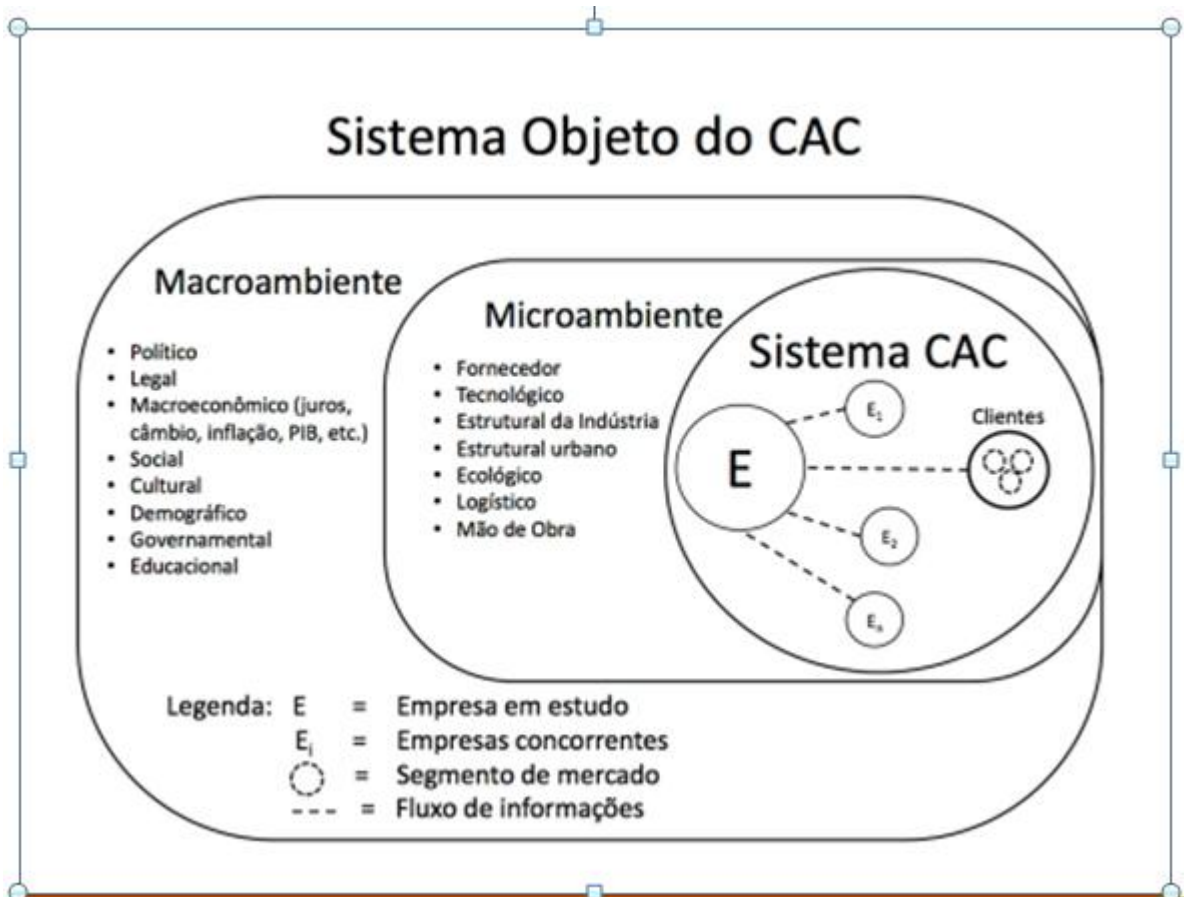 Sistema Objeto do CAC
Macroambiente
• Político
• Legal
• Macroeconômico (juros,
câmbio, inflação, PIB, etc.)
• Social
• Cultural
• Demográfico
• Governamental
• Educacional
Microambiente
• Fornecedor
• Tecnológico
• Estrutural da Indústria
• Estrutural urbano
• Ecológico
• Logístico
• Mão de Obra
Sistema CAC
E
E₁
Clientes
E₂
Eₙ
Legenda: E = Empresa em estudo
Eᵢ = Empresas concorrentes
= Segmento de mercado
--- = Fluxo de informações